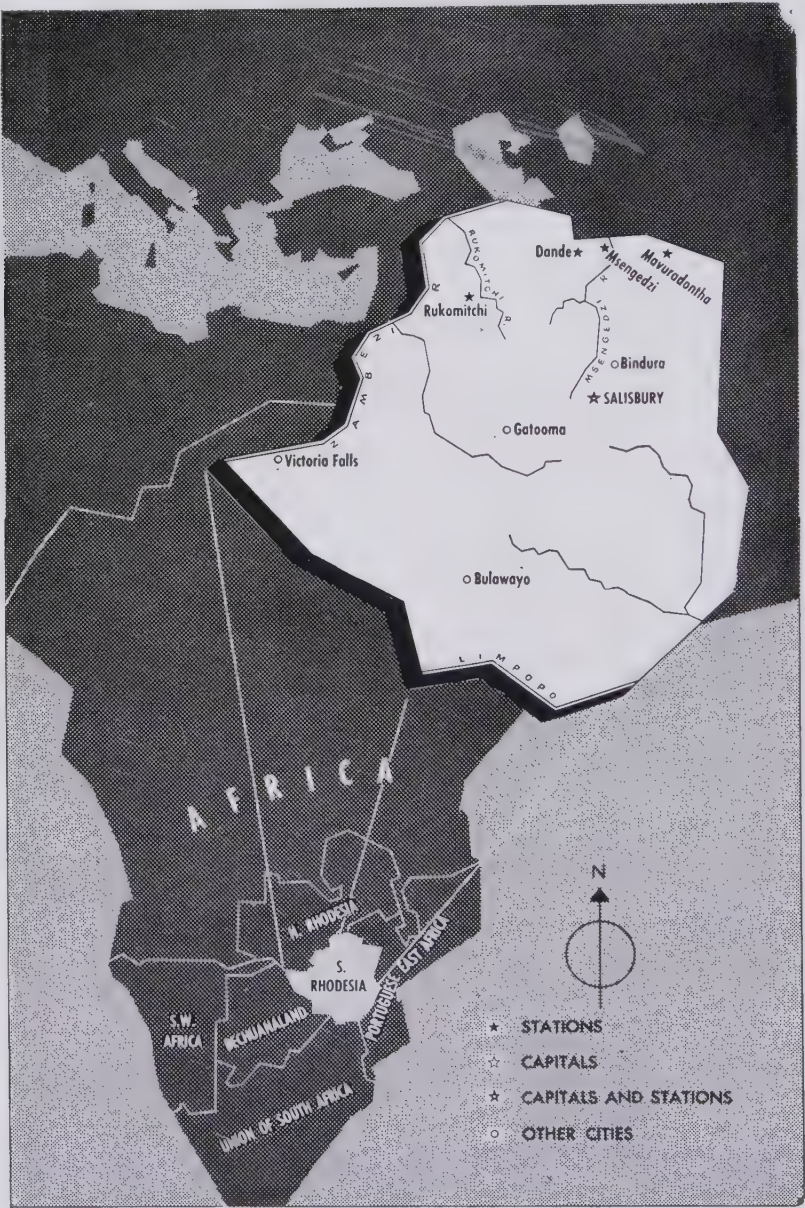 RUKOMITCHI R.
Dande
Msengedzi
Mavuradontha
Rukomitchi
MSENGEDZI R.
ZAMBEZI R.
Bindura
SALISBURY
Gatooma
Victoria Falls
Bulawayo
LIMPOPO
AFRICA
N
N. RHODESIA
S.
RHODESIA
PORTUGUESE EAST AFRICA
S.W.
AFRICA
BECHUANALAND
UNION OF SOUTH AFRICA
STATIONS
CAPITALS
CAPITALS AND STATIONS
OTHER CITIES